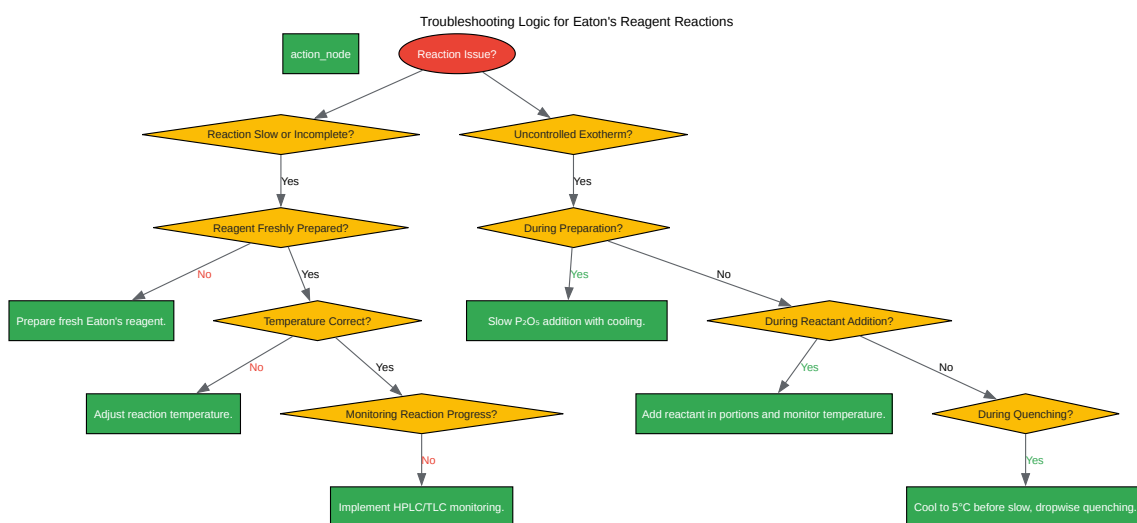 Troubleshooting Logic for Eaton's Reagent Reactions
action_node
Reaction Issue?
Reaction Slow or Incomplete?
Uncontrolled Exotherm?
Yes
Yes
Reagent Freshly Prepared?
During Preparation?
No
Yes
Yes
No
Prepare fresh Eaton's reagent.
Temperature Correct?
Slow P₂O₅ addition with cooling.
During Reactant Addition?
No
Yes
Yes
No
Adjust reaction temperature.
Monitoring Reaction Progress?
Add reactant in portions and monitor temperature.
During Quenching?
No
Yes
Implement HPLC/TLC monitoring.
Cool to 5°C before slow, dropwise quenching.